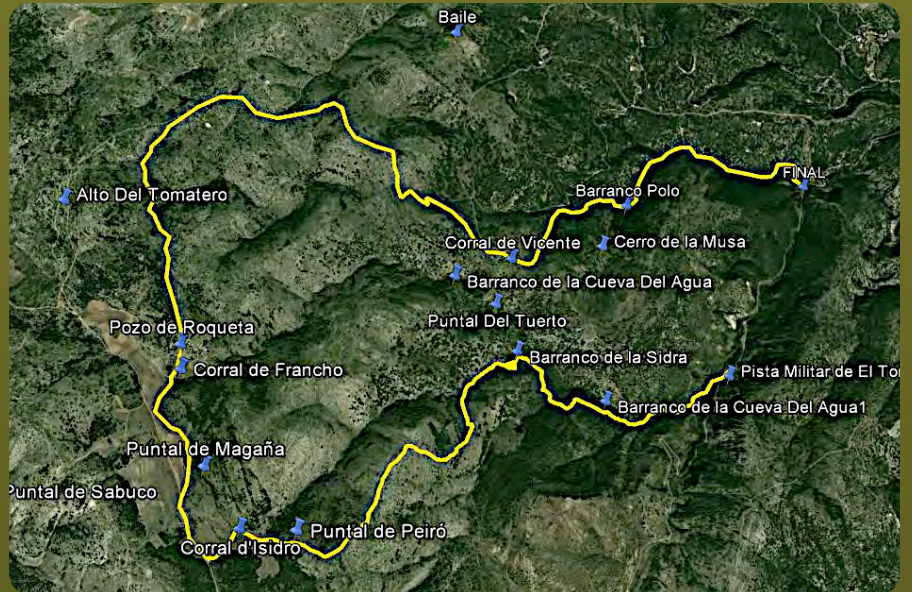 Baile
FINAL
Alto Del Tomatero
Barranco Polo
Corral de Vicente
Cerro de la Musa
Barranco de la Cueva Del Agua
Puntal Del Tuerto
Pozo de Roqueta
Barranco de la Sidra
Corral de Francho
Pista Militar de El To
Barranco de la Cueva Del Agua1
Puntal de Magaña
Puntal de Sabuco
Puntal de Peiró
Corral d'Isidro